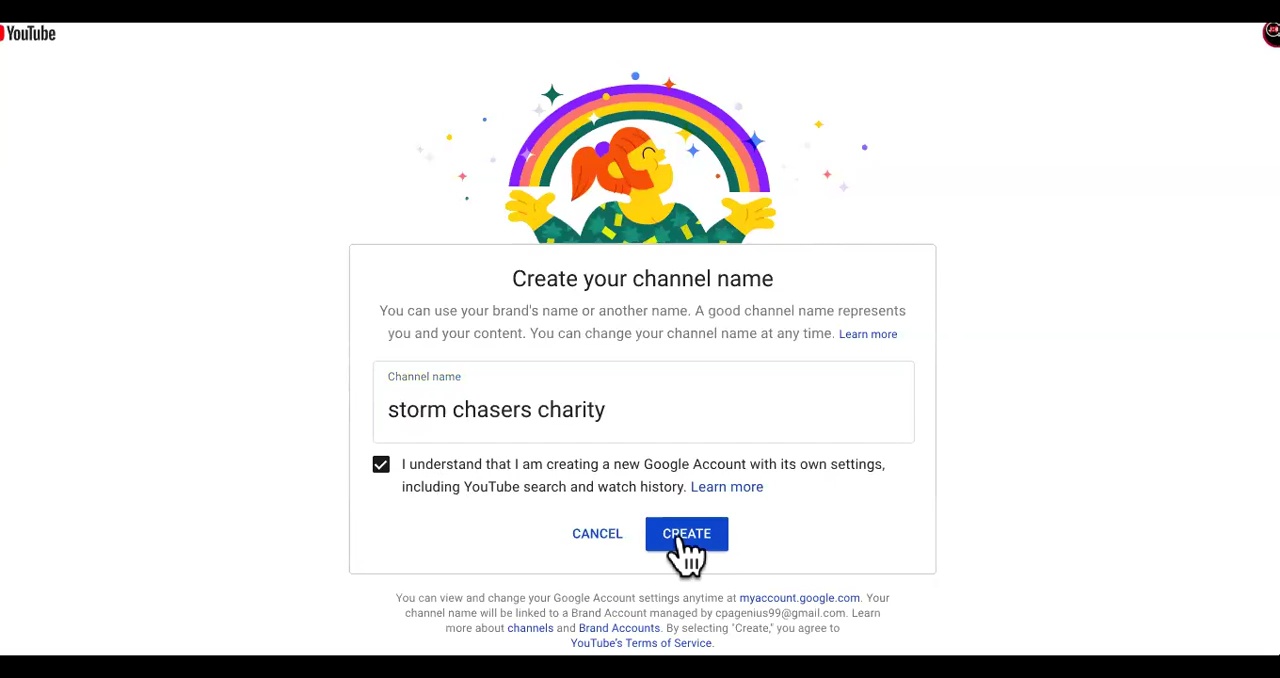 YouTube
Create your channel name
You can use your brand's name or another name. A good channel name represents
you and your content. You can change your channel name at any time. Learn more
Channel name
storm chasers charity
I understand that I am creating a new Google Account with its own settings,
including YouTube search and watch history. Learn more
CANCEL CREATE
You can view and change your Google Account settings anytime at myaccount.google.com. Your
channel name will be linked to a Brand Account managed by cpagenius99@gmail.com. Learn
more about channels and Brand Accounts. By selecting "Create," you agree to
YouTube's Terms of Service.